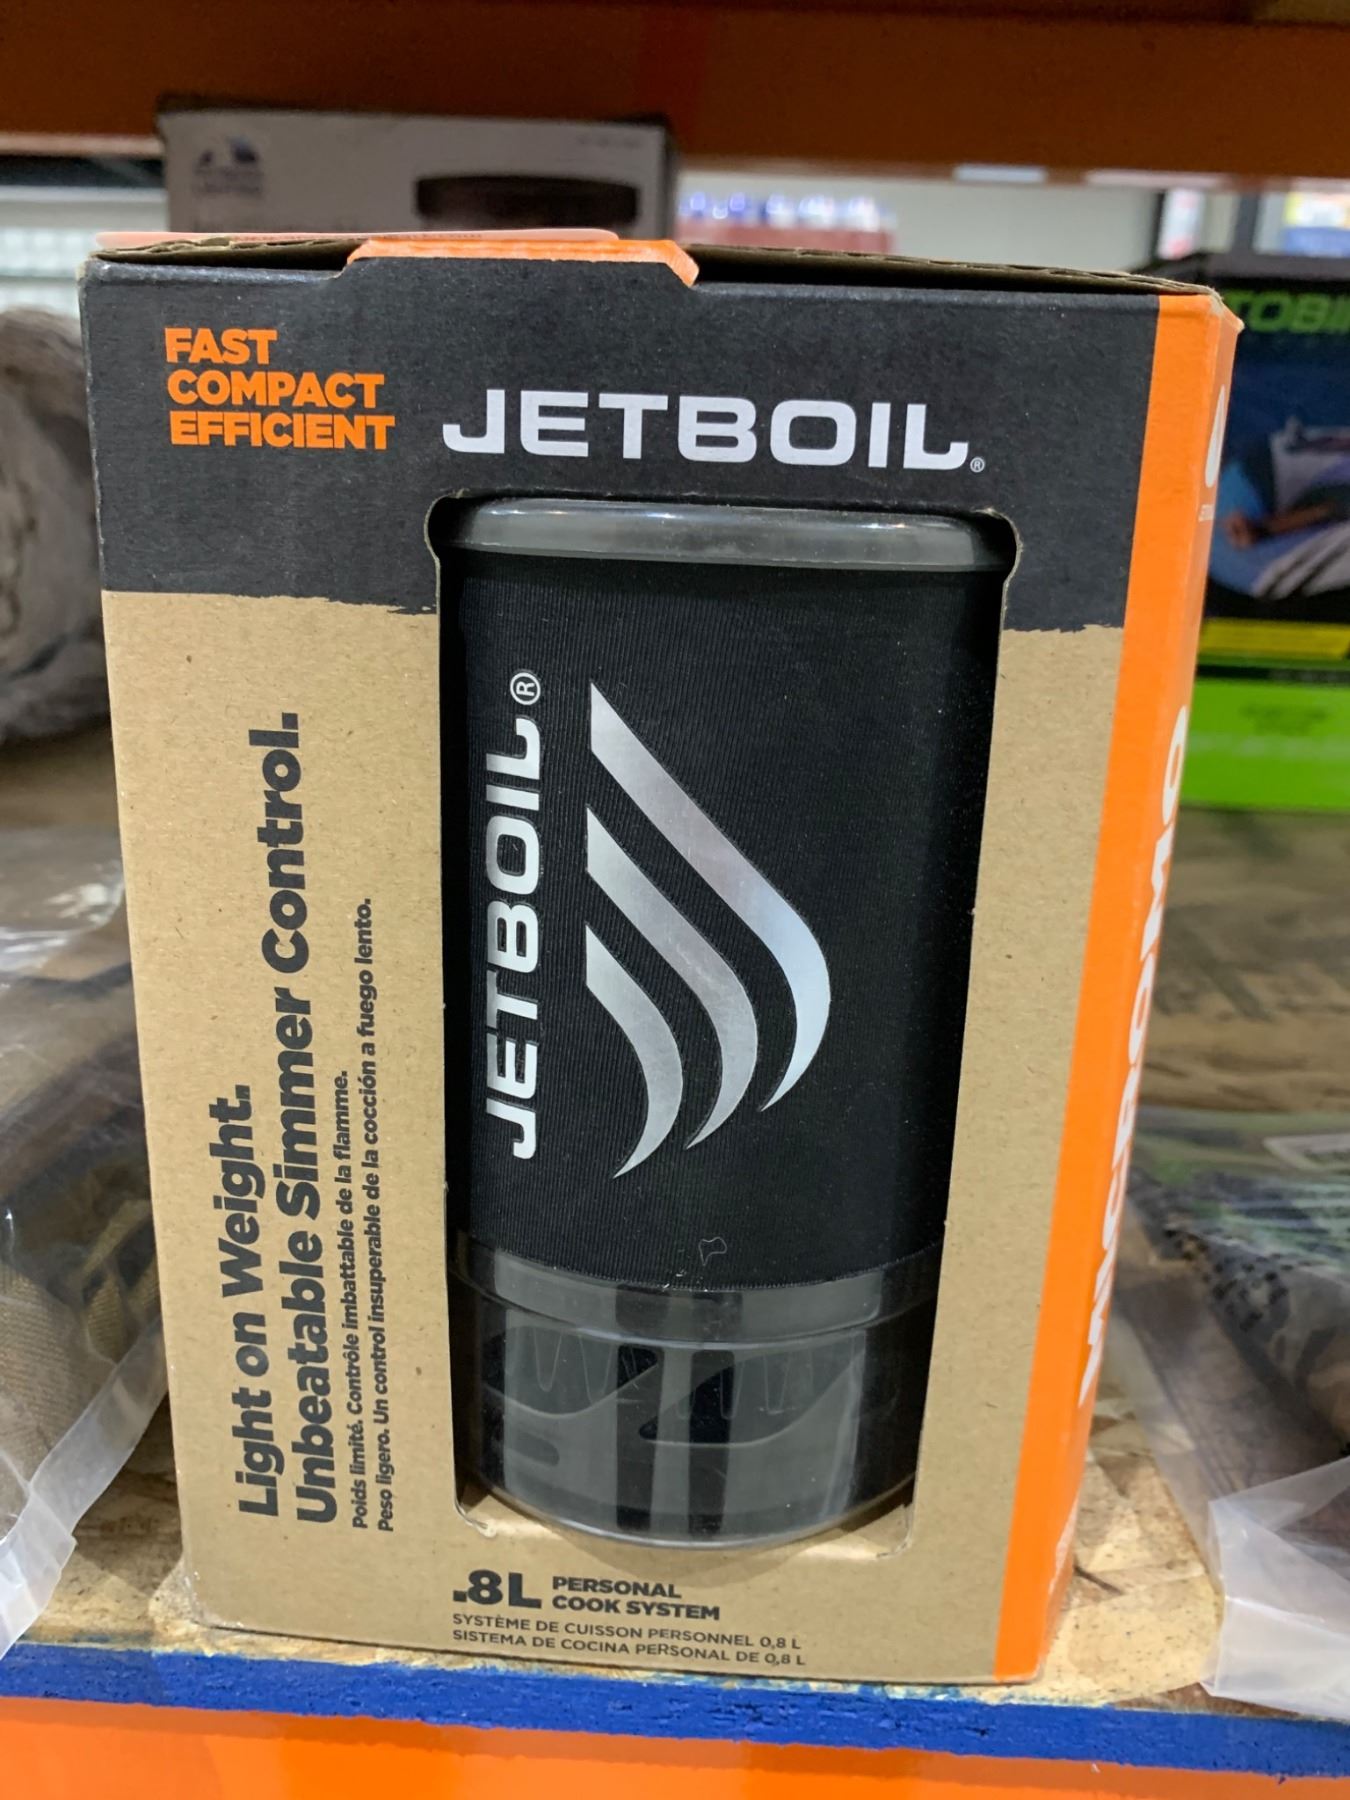 FAST
COMPACT
EFFICIENT
JETBOIL®
JETBOIL®
Light on Weight.
Unbeatable Simmer Control.
Poids limité. Contrôle imbattable de la flamme.
Peso ligero. Un control insuperable de la cocción a fuego lento.
.8L PERSONAL
COOK SYSTEM
SYSTÈME DE CUISSON PERSONNEL 0,8 L
SISTEMA DE COCINA PERSONAL DE 0,8 L
MICROMO